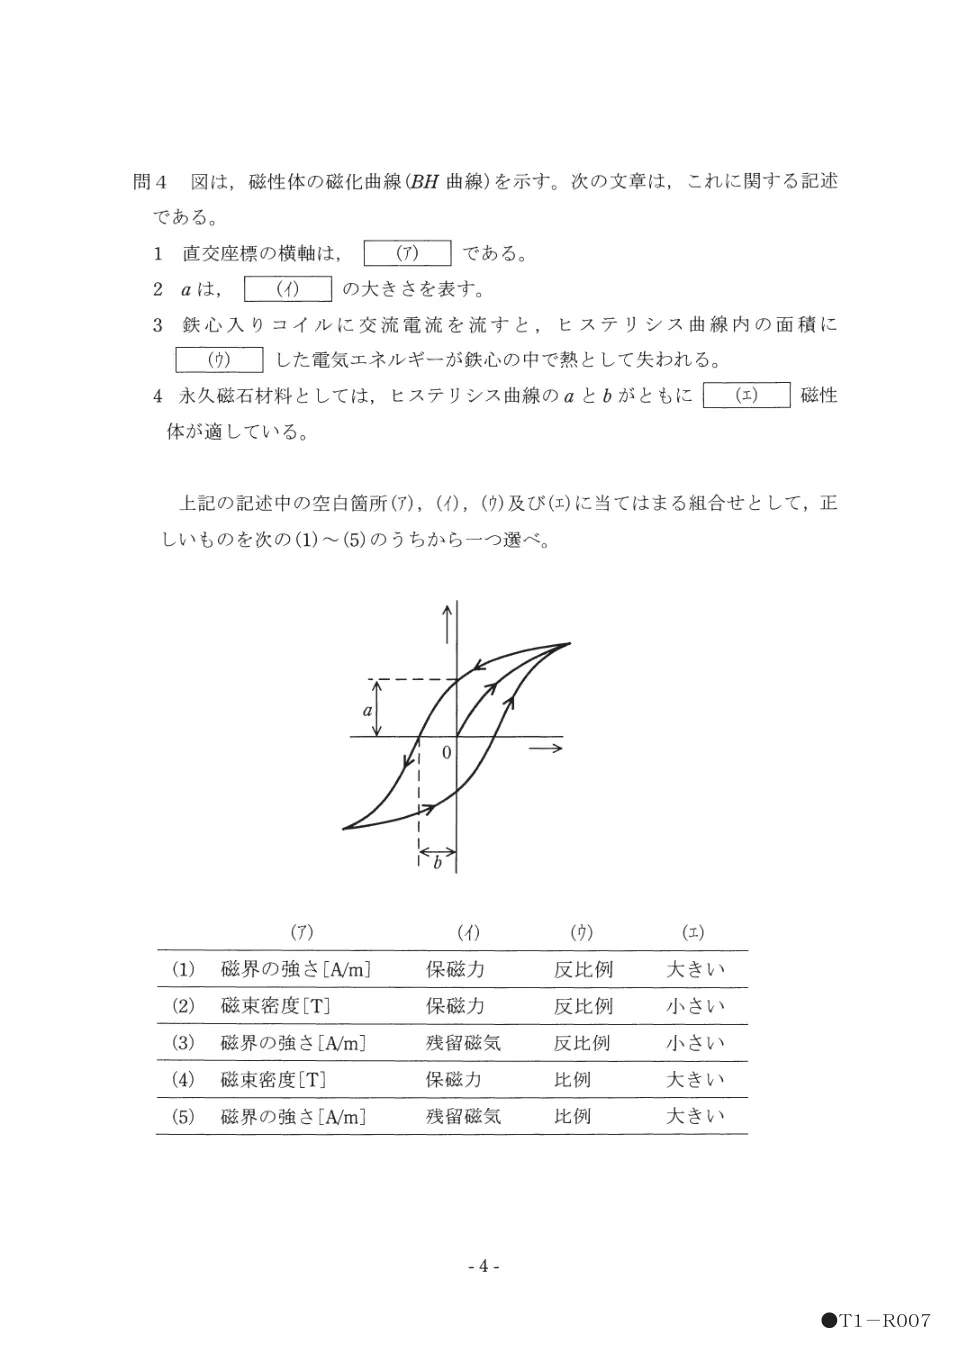 問4 図は，磁性体の磁化曲線(BH 曲線)を示す。次の文章は，これに関する記述
である。
1 直交座標の横軸は， (ア) である。
2 aは， (イ) の大きさを表す。
3 鉄心入りコイルに交流電流を流すと，ヒステリシス曲線内の面積に
(ウ) した電気エネルギーが鉄心の中で熱として失われる。
4 永久磁石材料としては，ヒステリシス曲線のaとbがともに (エ) 磁性
体が適している。
上記の記述中の空白箇所(ア)，(イ)，(ウ)及び(エ)に当てはまる組合せとして，正
しいものを次の(1)～(5)のうちから一つ選べ。
a
0
b
(ア) (イ) (ウ) (エ)
(1) 磁界の強さ[A/m] 保磁力 反比例 大きい
(2) 磁束密度[T] 保磁力 反比例 小さい
(3) 磁界の強さ[A/m] 残留磁気 反比例 小さい
(4) 磁束密度[T] 保磁力 比例 大きい
(5) 磁界の強さ[A/m] 残留磁気 比例 大きい
- 4 -
●T1－R007